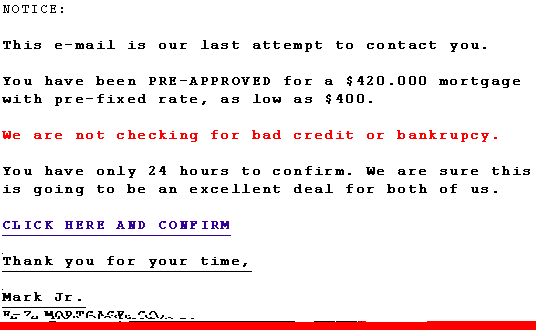 NOTICE:
This e-mail is our last attempt to contact you.
You have been PRE-APPROVED for a $420.000 mortgage
with pre-fixed rate, as low as $400.
We are not checking for bad credit or bankrupcy.
You have only 24 hours to confirm. We are sure this
is going to be an excellent deal for both of us.
CLICK HERE AND CONFIRM
Thank you for your time,
Mark Jr.
E-Z MORTGAGE CO.